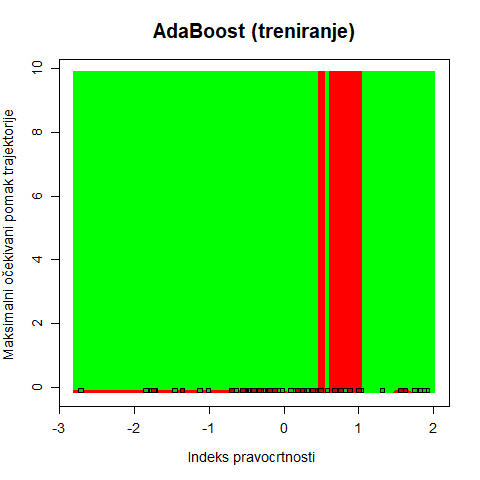 AdaBoost (treniranje)
Maksimalni očekivani pomak trajektorije
10
8
6
4
2
0
-3 -2 -1 0 1 2
Indeks pravocrtnosti